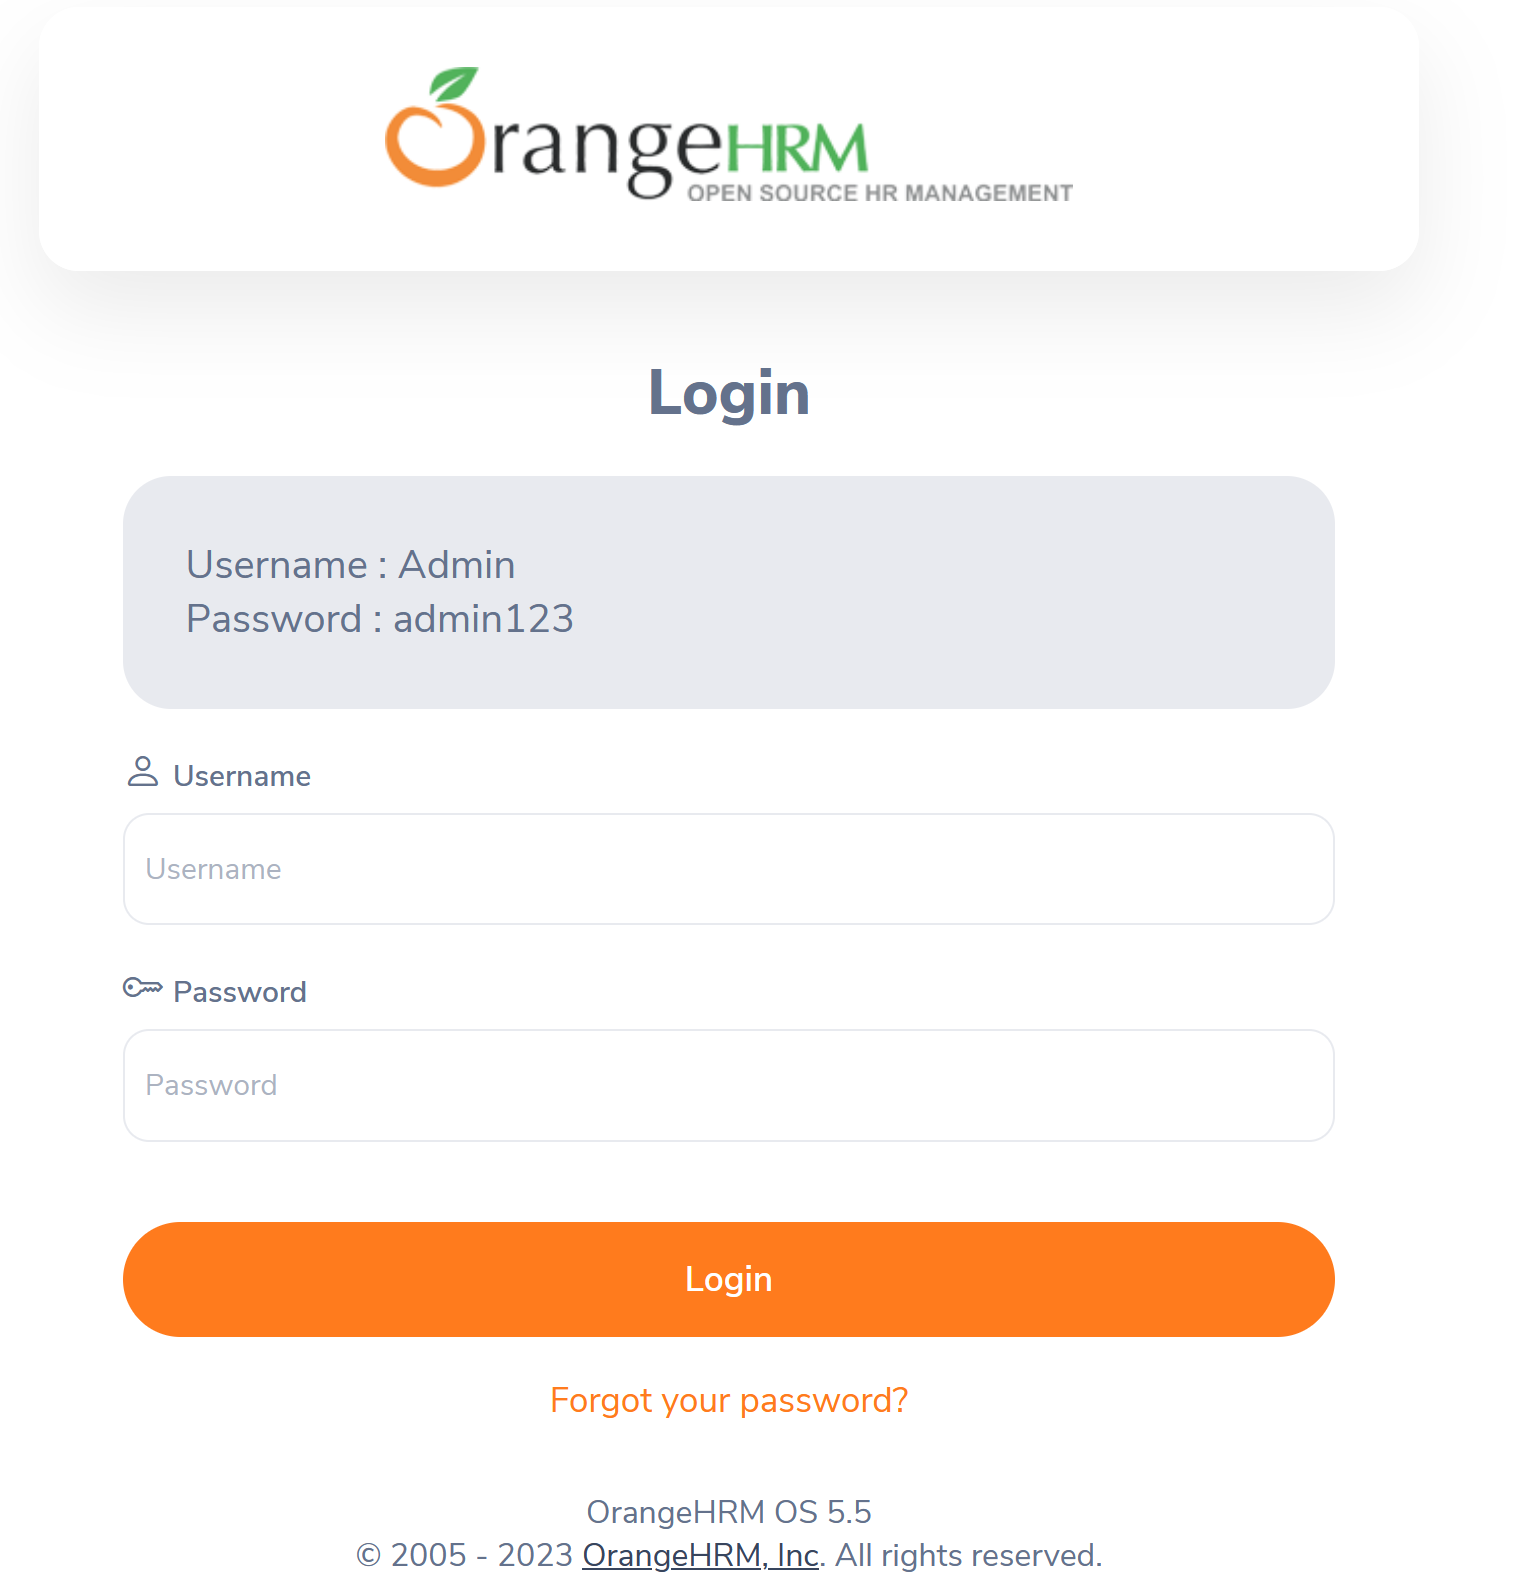 OrangeHRM
OPEN SOURCE HR MANAGEMENT
Login
Username : Admin
Password : admin123
Username
Username
Password
Password
Login
Forgot your password?
OrangeHRM OS 5.5
© 2005 - 2023 OrangeHRM, Inc. All rights reserved.